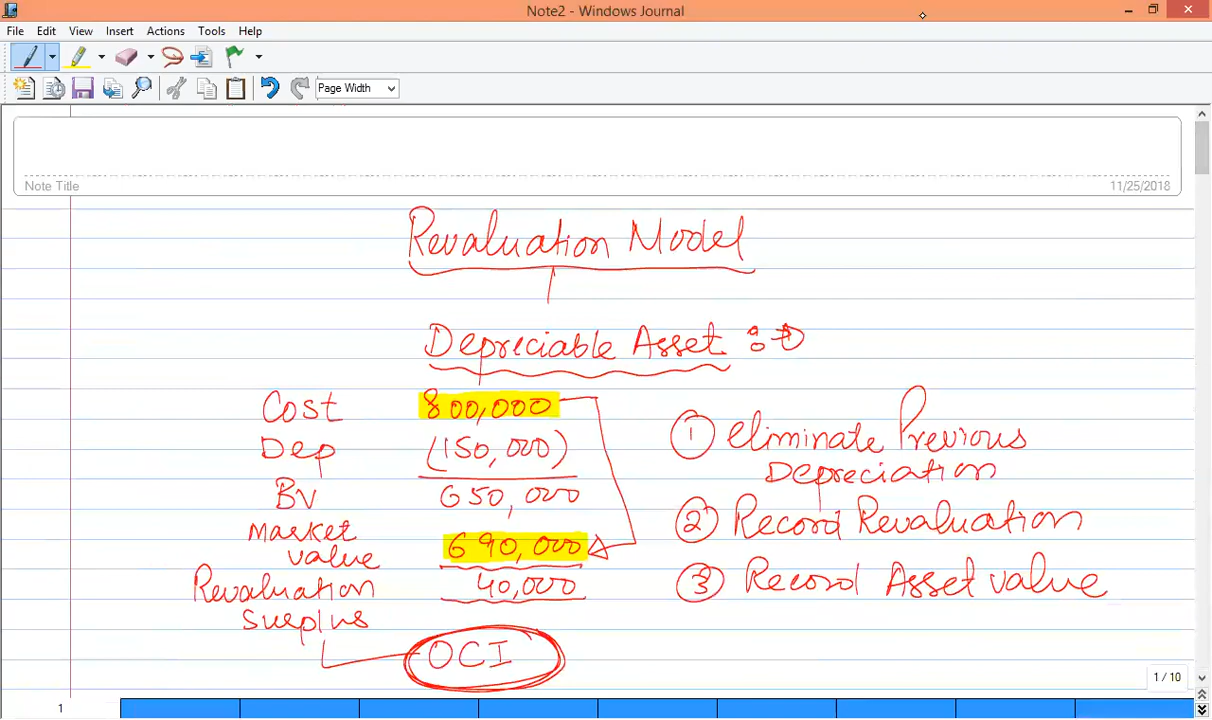 Note2 - Windows Journal
File Edit View Insert Actions Tools Help
Page Width
Note Title
11/25/2018
Revaluation Model
Depreciable Asset :
Cost 800,000
Dep (150,000)
BV 650,000
Market value 690,000
Revaluation Surplus 40,000
OCI
1 Eliminate Previous
Depreciation
2 Record Revaluation
3 Record Asset value
1 / 10
1